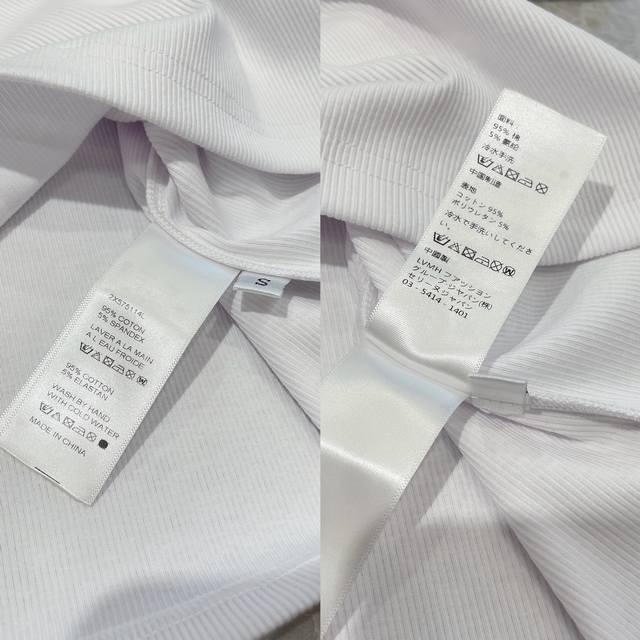 2X57G114L
95% COTON
5% SPANDEX
LAVER A LA MAIN
A L EAU FROIDE
95% COTTON
5% ELASTAN
WASH BY HAND
WITH COLD WATER
MADE IN CHINA
S
面料:
95% 棉
5% 氨纶
冷水手洗
中国制造
表地
コットン 95%
ポリウレタン 5%
冷水で手洗いしてくださ
い。
中国製
LVMH ファッション
グループ・ジャパン(株)
セリーヌジャパン
03 - 5414 - 1401